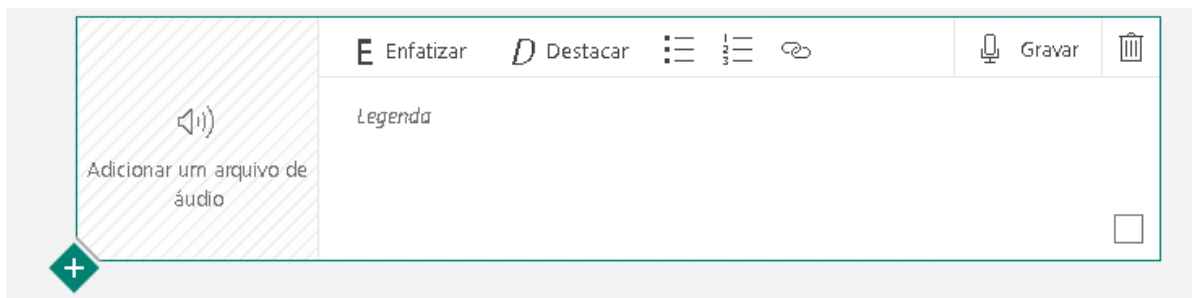 E Enfatizar D Destacar Gravar
Legenda
Adicionar um arquivo de
áudio